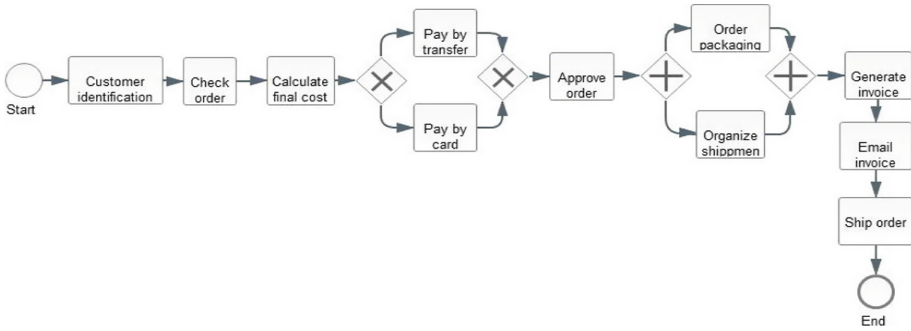 Start
Customer
identification
Check
order
Calculate
final cost
Pay by
transfer
Pay by
card
Approve
order
Order
packaging
Organize
shippmen
Generate
invoice
Email
invoice
Ship order
End